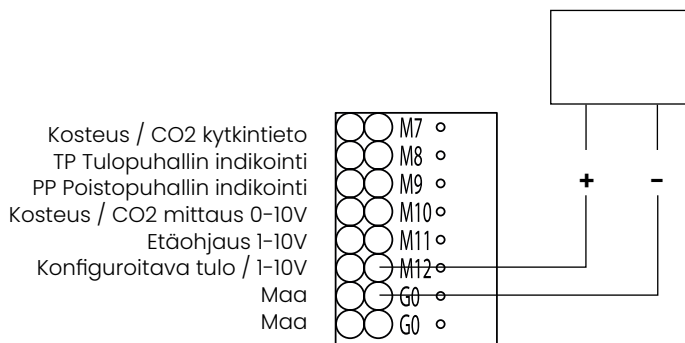 Kosteus / CO2 kytkintieto M7
TP Tulopuhallin indikointi M8
PP Poistopuhallin indikointi M9
Kosteus / CO2 mittaus 0-10V M10
Etäohjaus 1-10V M11
Konfiguroitava tulo / 1-10V M12
Maa G0
Maa G0
+ -